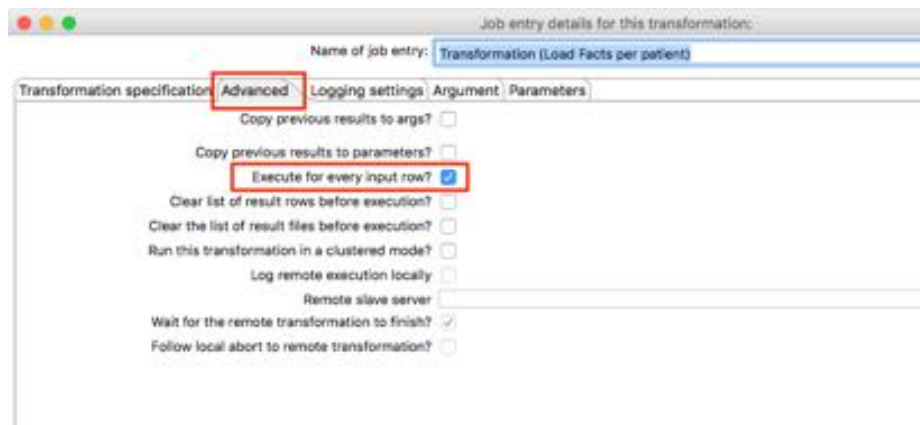 Job entry details for this transformation:
Name of job entry: Transformation (Load Facts per patient)
Transformation specification Advanced Logging settings Argument Parameters
Copy previous results to args?
Copy previous results to parameters?
Execute for every input row?
Clear list of result rows before execution?
Clear the list of result files before execution?
Run this transformation in a clustered mode?
Log remote execution locally
Remote slave server
Wait for the remote transformation to finish?
Follow local abort to remote transformation?